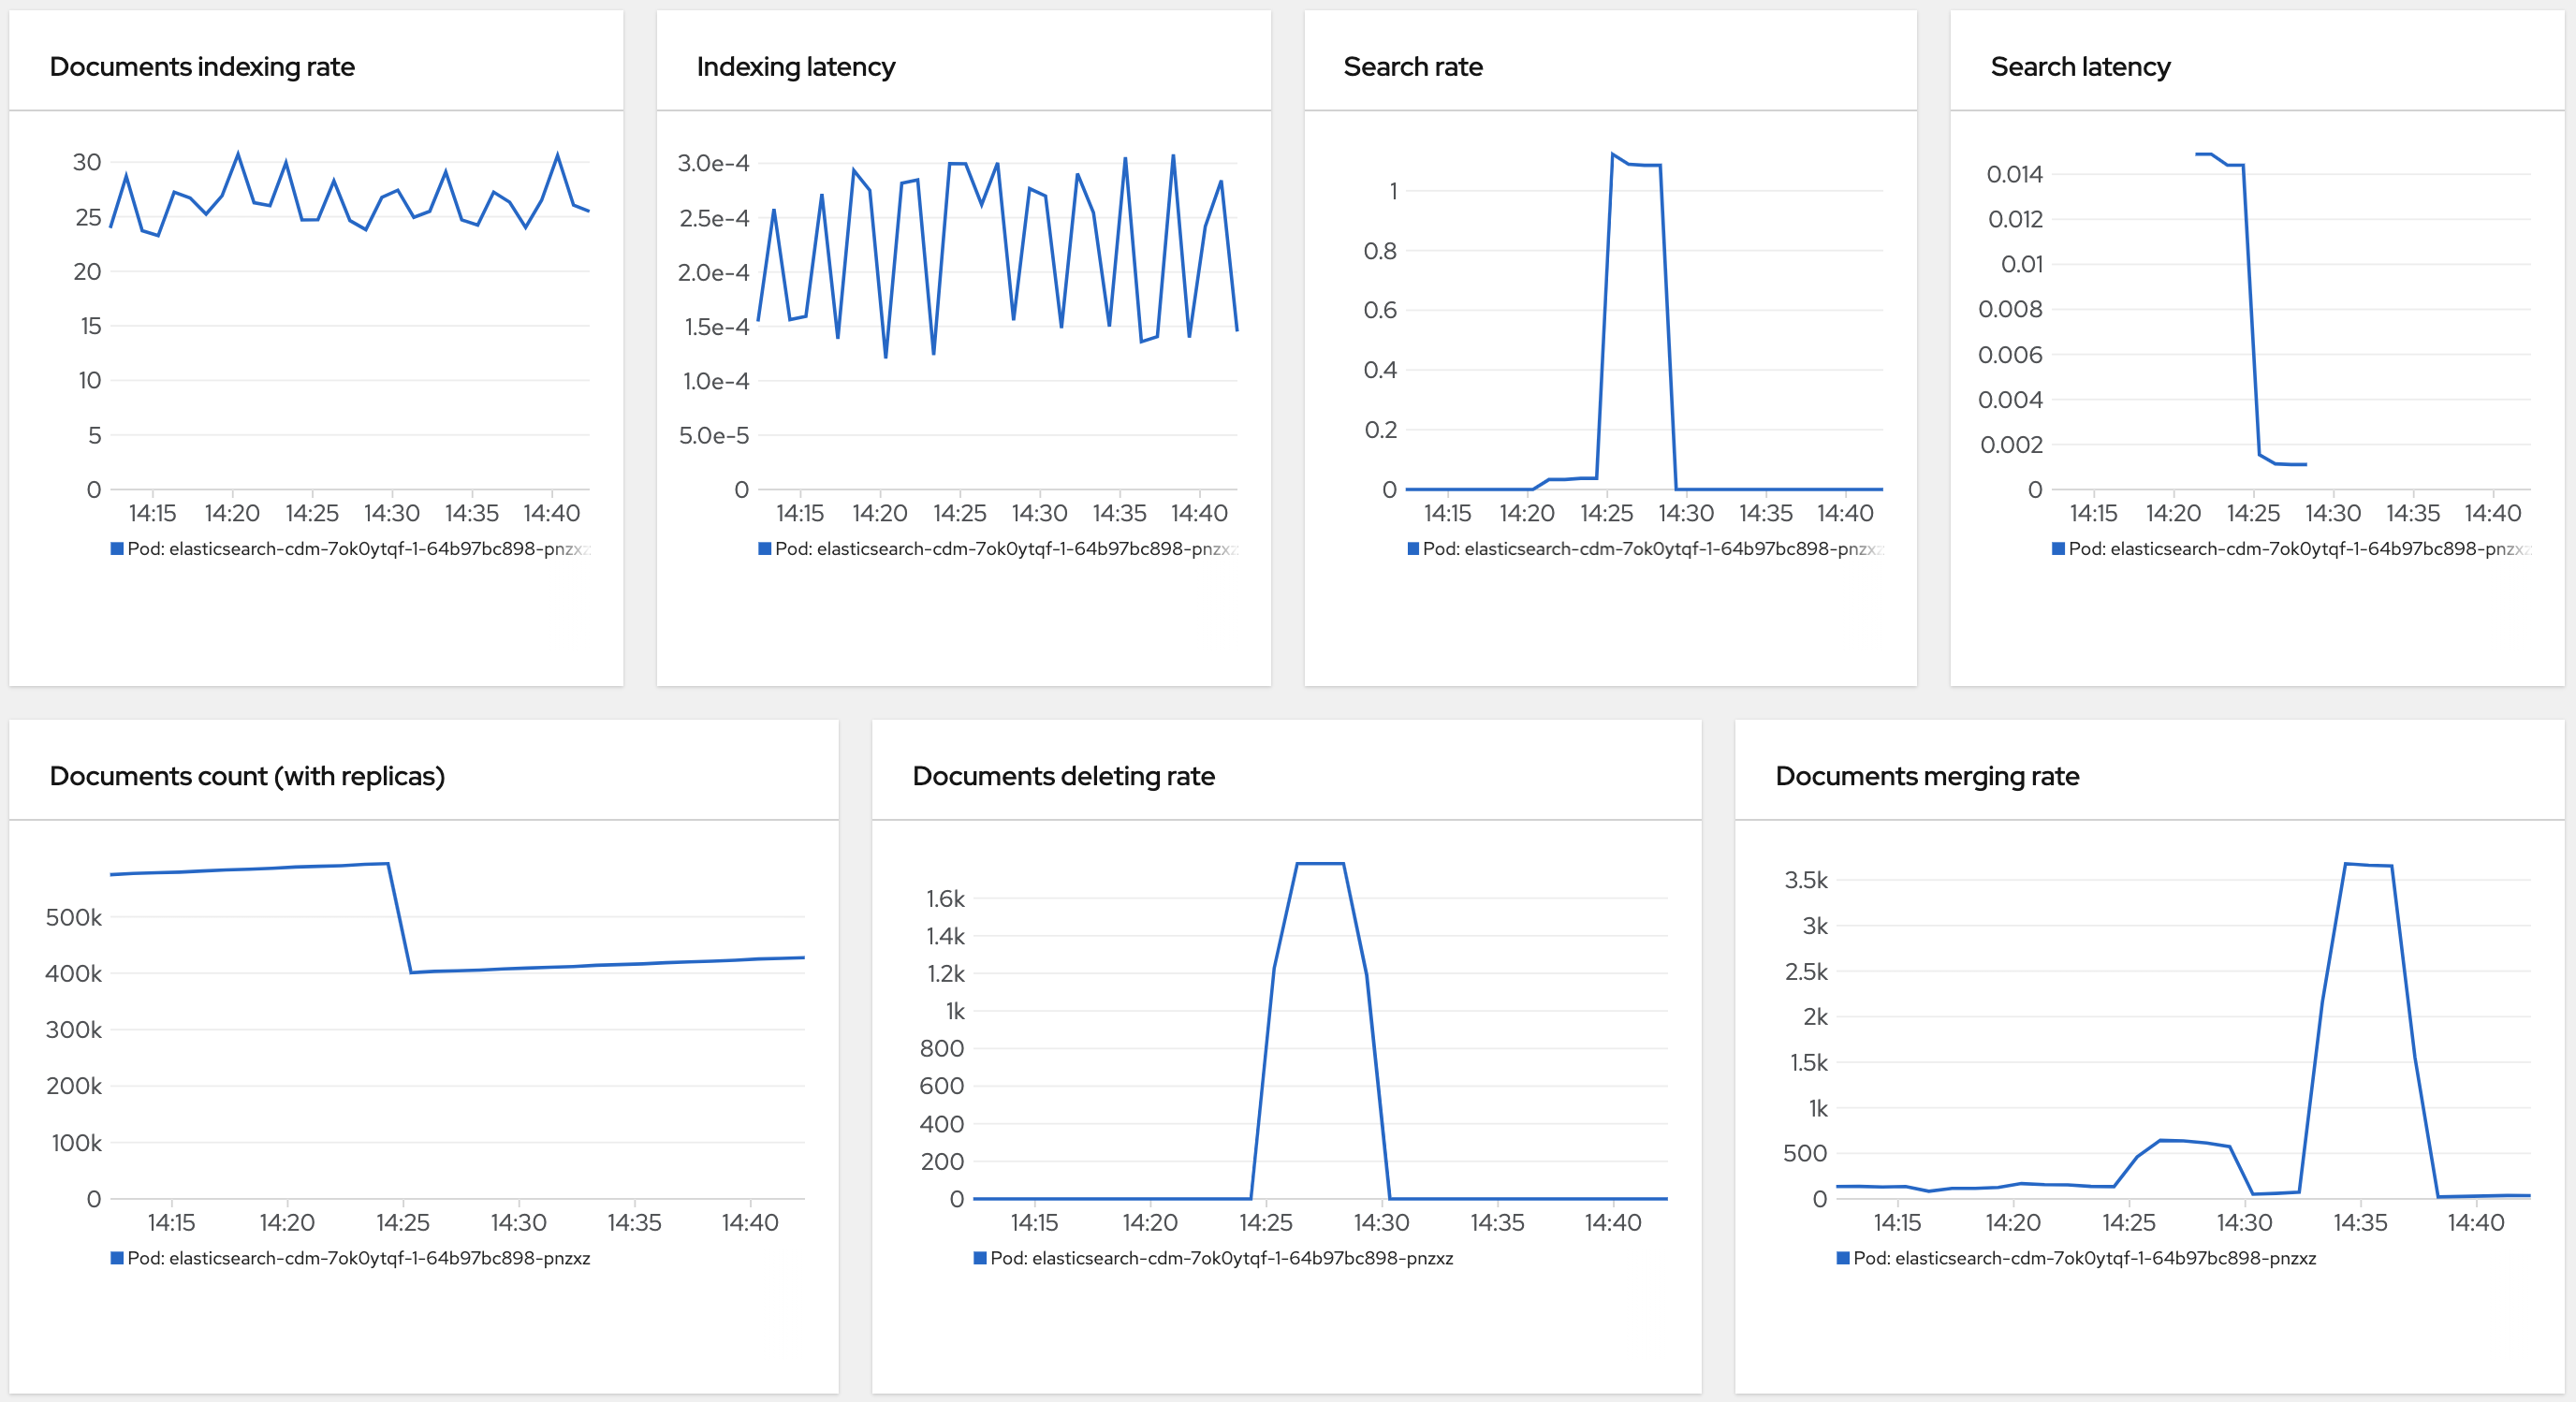 Documents indexing rate
30
25
20
15
10
5
0
14:15 14:20 14:25 14:30 14:35 14:40
Pod: elasticsearch-cdm-7ok0ytqf-1-64b97bc898-pnzxz
Indexing latency
3.0e-4
2.5e-4
2.0e-4
1.5e-4
1.0e-4
5.0e-5
0
14:15 14:20 14:25 14:30 14:35 14:40
Pod: elasticsearch-cdm-7ok0ytqf-1-64b97bc898-pnzxz
Search rate
1
0.8
0.6
0.4
0.2
0
14:15 14:20 14:25 14:30 14:35 14:40
Pod: elasticsearch-cdm-7ok0ytqf-1-64b97bc898-pnzxz
Search latency
0.014
0.012
0.01
0.008
0.006
0.004
0.002
0
14:15 14:20 14:25 14:30 14:35 14:40
Pod: elasticsearch-cdm-7ok0ytqf-1-64b97bc898-pnzxz
Documents count (with replicas)
500k
400k
300k
200k
100k
0
14:15 14:20 14:25 14:30 14:35 14:40
Pod: elasticsearch-cdm-7ok0ytqf-1-64b97bc898-pnzxz
Documents deleting rate
1.6k
1.4k
1.2k
1k
800
600
400
200
0
14:15 14:20 14:25 14:30 14:35 14:40
Pod: elasticsearch-cdm-7ok0ytqf-1-64b97bc898-pnzxz
Documents merging rate
3.5k
3k
2.5k
2k
1.5k
1k
500
0
14:15 14:20 14:25 14:30 14:35 14:40
Pod: elasticsearch-cdm-7ok0ytqf-1-64b97bc898-pnzxz